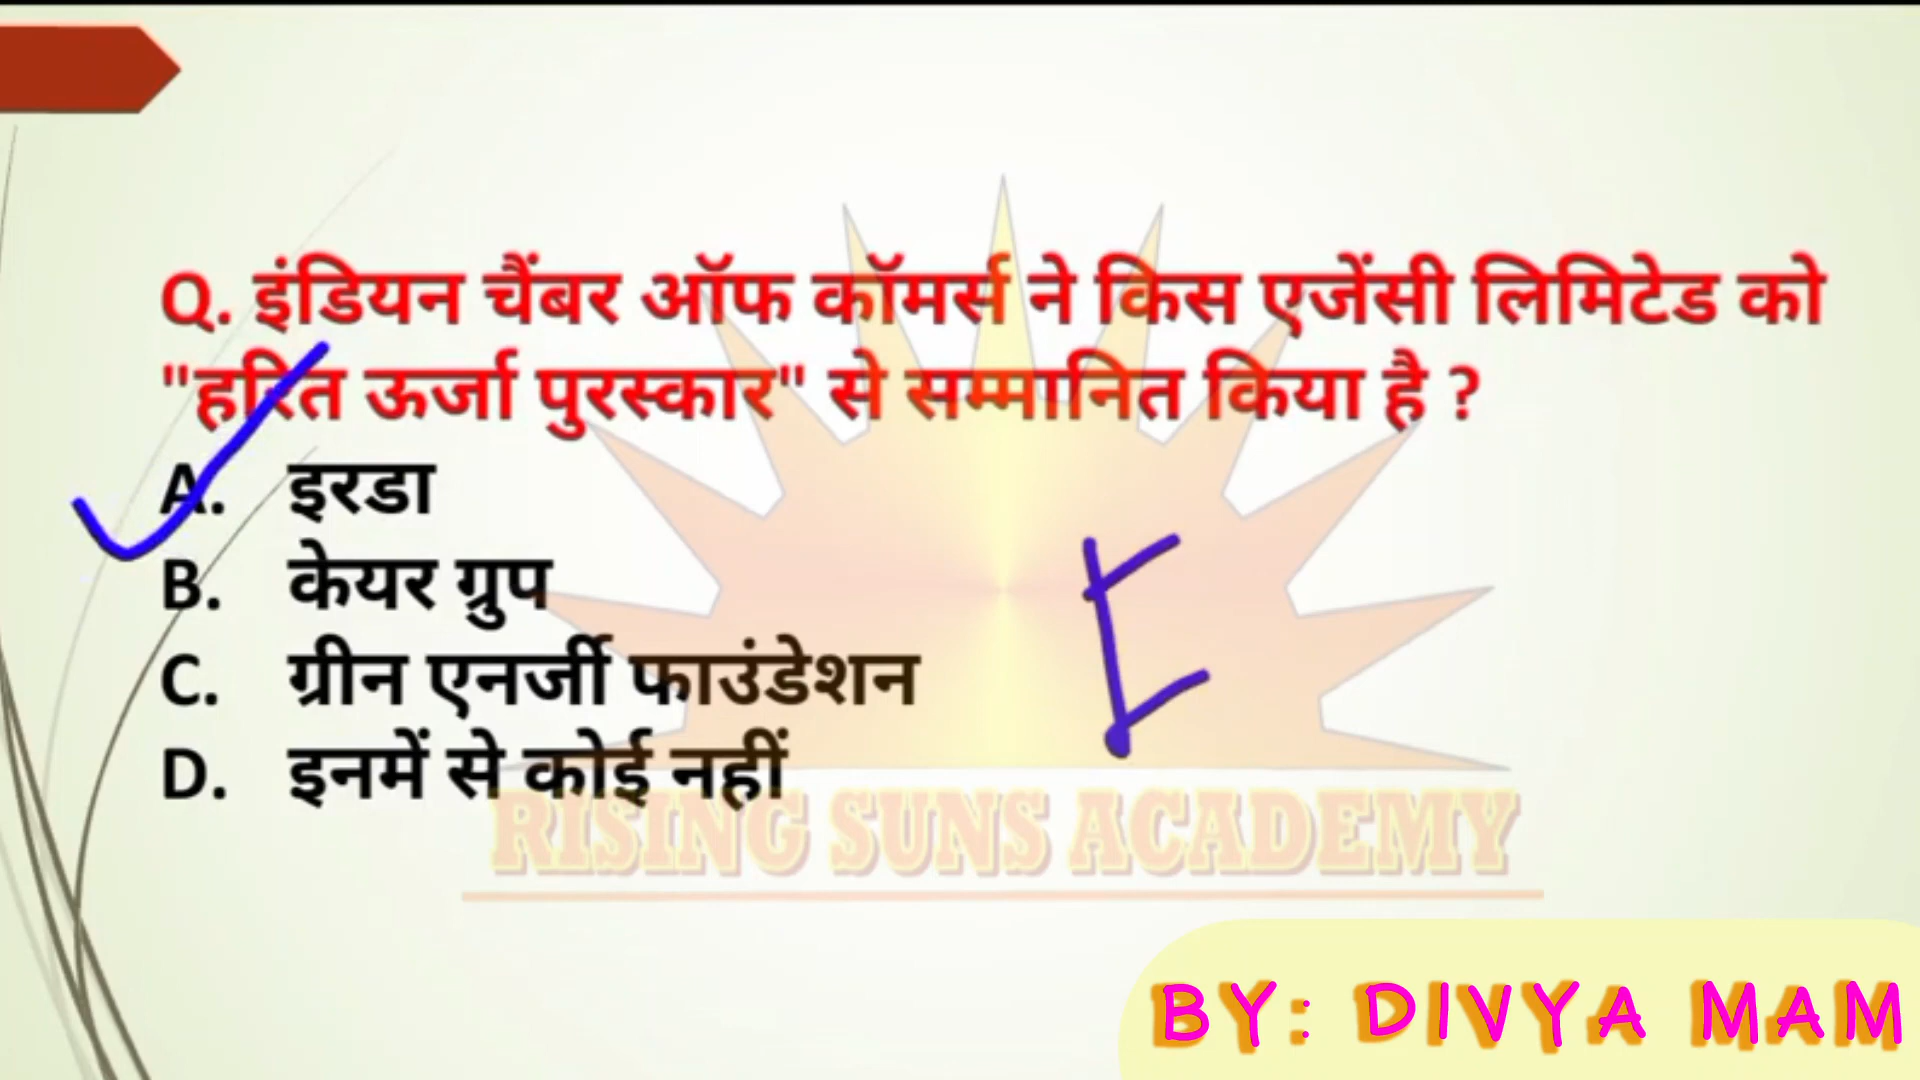 Q. इंडियन चैंबर ऑफ कॉमर्स ने किस एजेंसी लिमिटेड को
"हरित ऊर्जा पुरस्कार" से सम्मानित किया है ?
A. इरडा
B. केयर ग्रुप
C. ग्रीन एनर्जी फाउंडेशन
D. इनमें से कोई नहीं
RISING SUNS ACADEMY
BY: DIVYA MAM